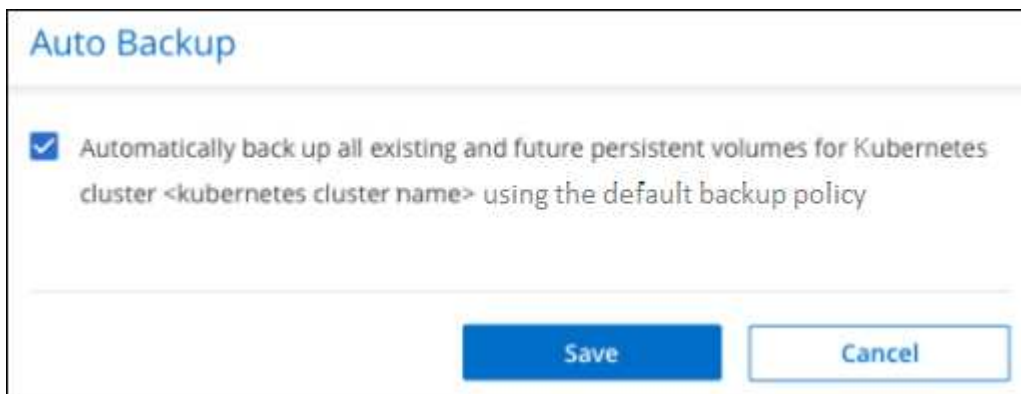 Auto Backup
Automatically back up all existing and future persistent volumes for Kubernetes
cluster <kubernetes cluster name> using the default backup policy
Save
Cancel